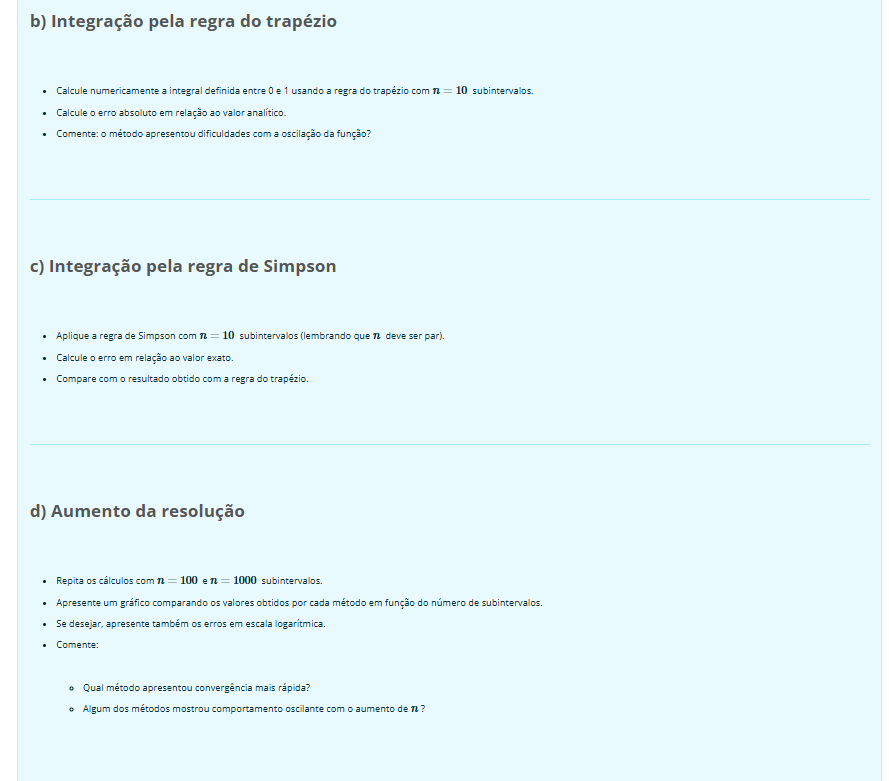 b) Integração pela regra do trapézio
• Calcule numericamente a integral definida entre 0 e 1 usando a regra do trapézio com n = 10 subintervalos.
• Calcule o erro absoluto em relação ao valor analítico.
• Comente: o método apresentou dificuldades com a oscilação da função?
c) Integração pela regra de Simpson
• Aplique a regra de Simpson com n = 10 subintervalos (lembrando que n deve ser par).
• Calcule o erro em relação ao valor exato.
• Compare com o resultado obtido com a regra do trapézio.
d) Aumento da resolução
• Repita os cálculos com n = 100 e n = 1000 subintervalos.
• Apresente um gráfico comparando os valores obtidos por cada método em função do número de subintervalos.
• Se desejar, apresente também os erros em escala logarítmica.
• Comente:
◦ Qual método apresentou convergência mais rápida?
◦ Algum dos métodos mostrou comportamento oscilante com o aumento de n ?